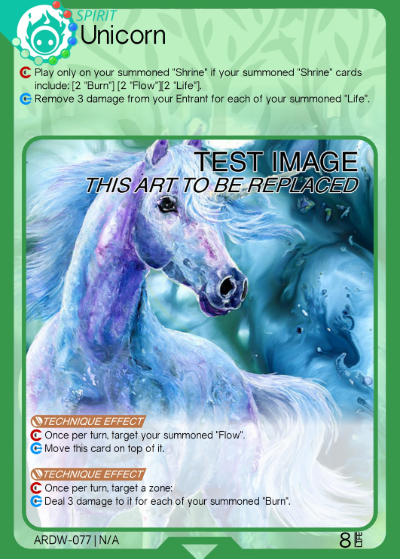 SPIRIT
Unicorn
C Play only on your summoned "Shrine" if your summoned "Shrine" cards
include: [2 "Burn"] [2 "Flow"][2 "Life"].
Remove 3 damage from your Entrant for each of your summoned "Life".
TEST IMAGE
THIS ART TO BE REPLACED
TECHNIQUE EFFECT
C Once per turn, target your summoned "Flow".
Move this card on top of it.
TECHNIQUE EFFECT
C Once per turn, target a zone:
Deal 3 damage to it for each of your summoned "Burn".
ARDW-077 | N/A
8 LIFE